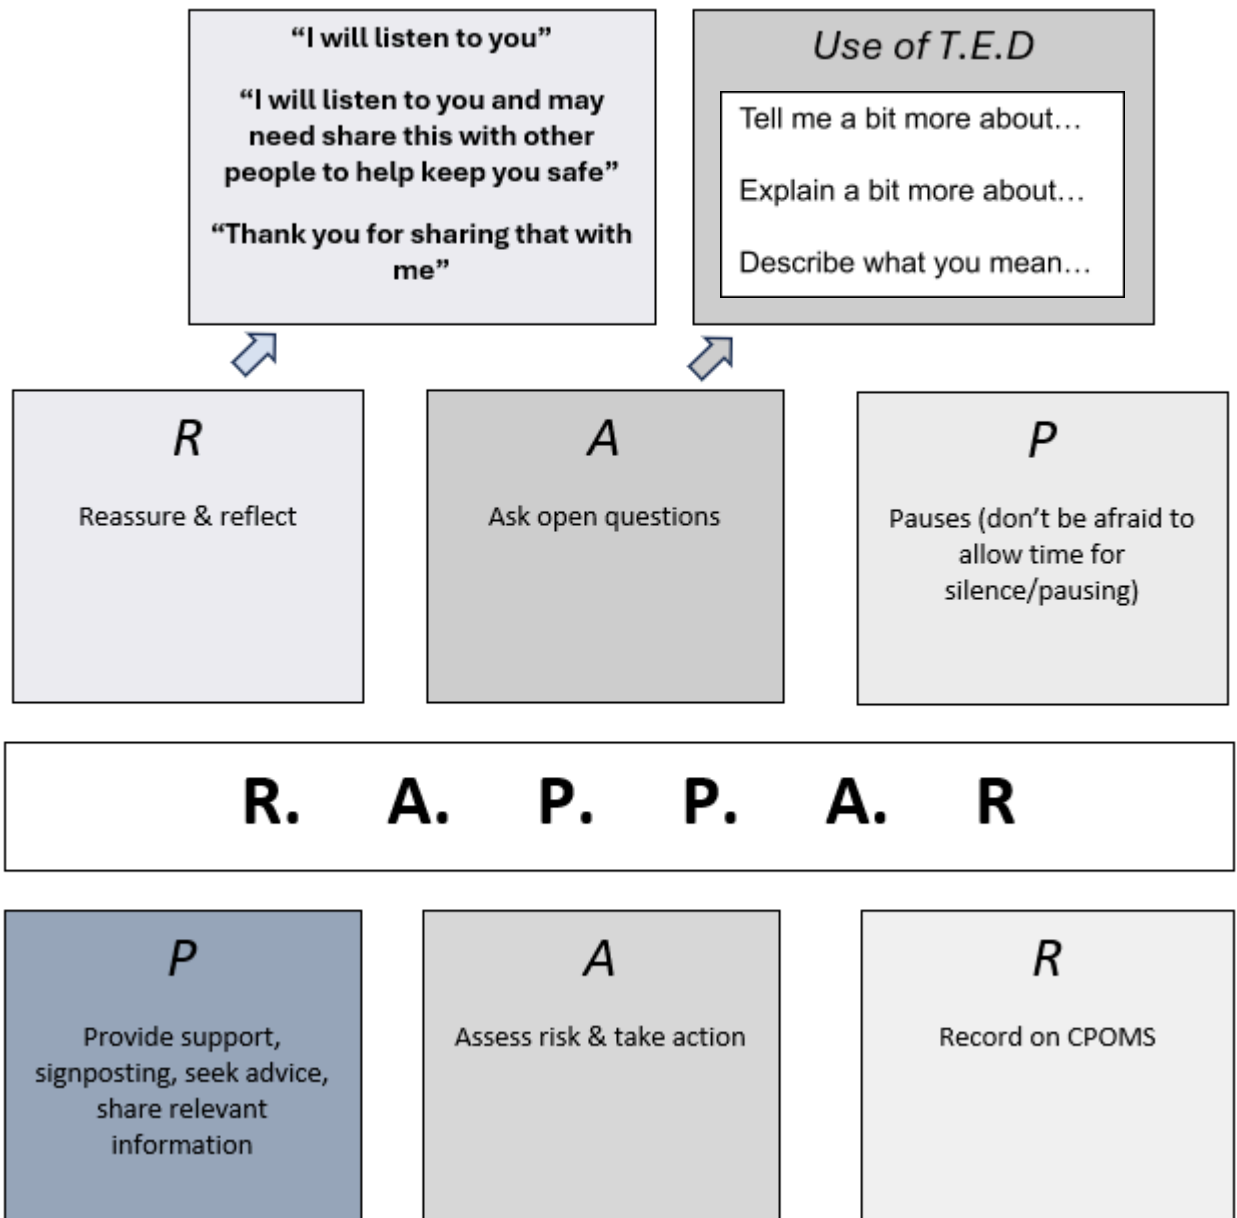 “I will listen to you”
“I will listen to you and may
need share this with other
people to help keep you safe”
“Thank you for sharing that with
me”
Use of T.E.D
Tell me a bit more about…
Explain a bit more about…
Describe what you mean…
R
Reassure & reflect
A
Ask open questions
P
Pauses (don’t be afraid to
allow time for
silence/pausing)
R. A. P. P. A. R
P
Provide support,
signposting, seek advice,
share relevant
information
A
Assess risk & take action
R
Record on CPOMS